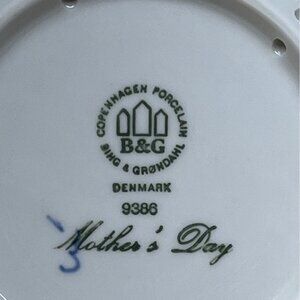 COPENHAGEN PORCELAIN
B&G
BING & GRØNDAHL
DENMARK
9386
Mother's Day